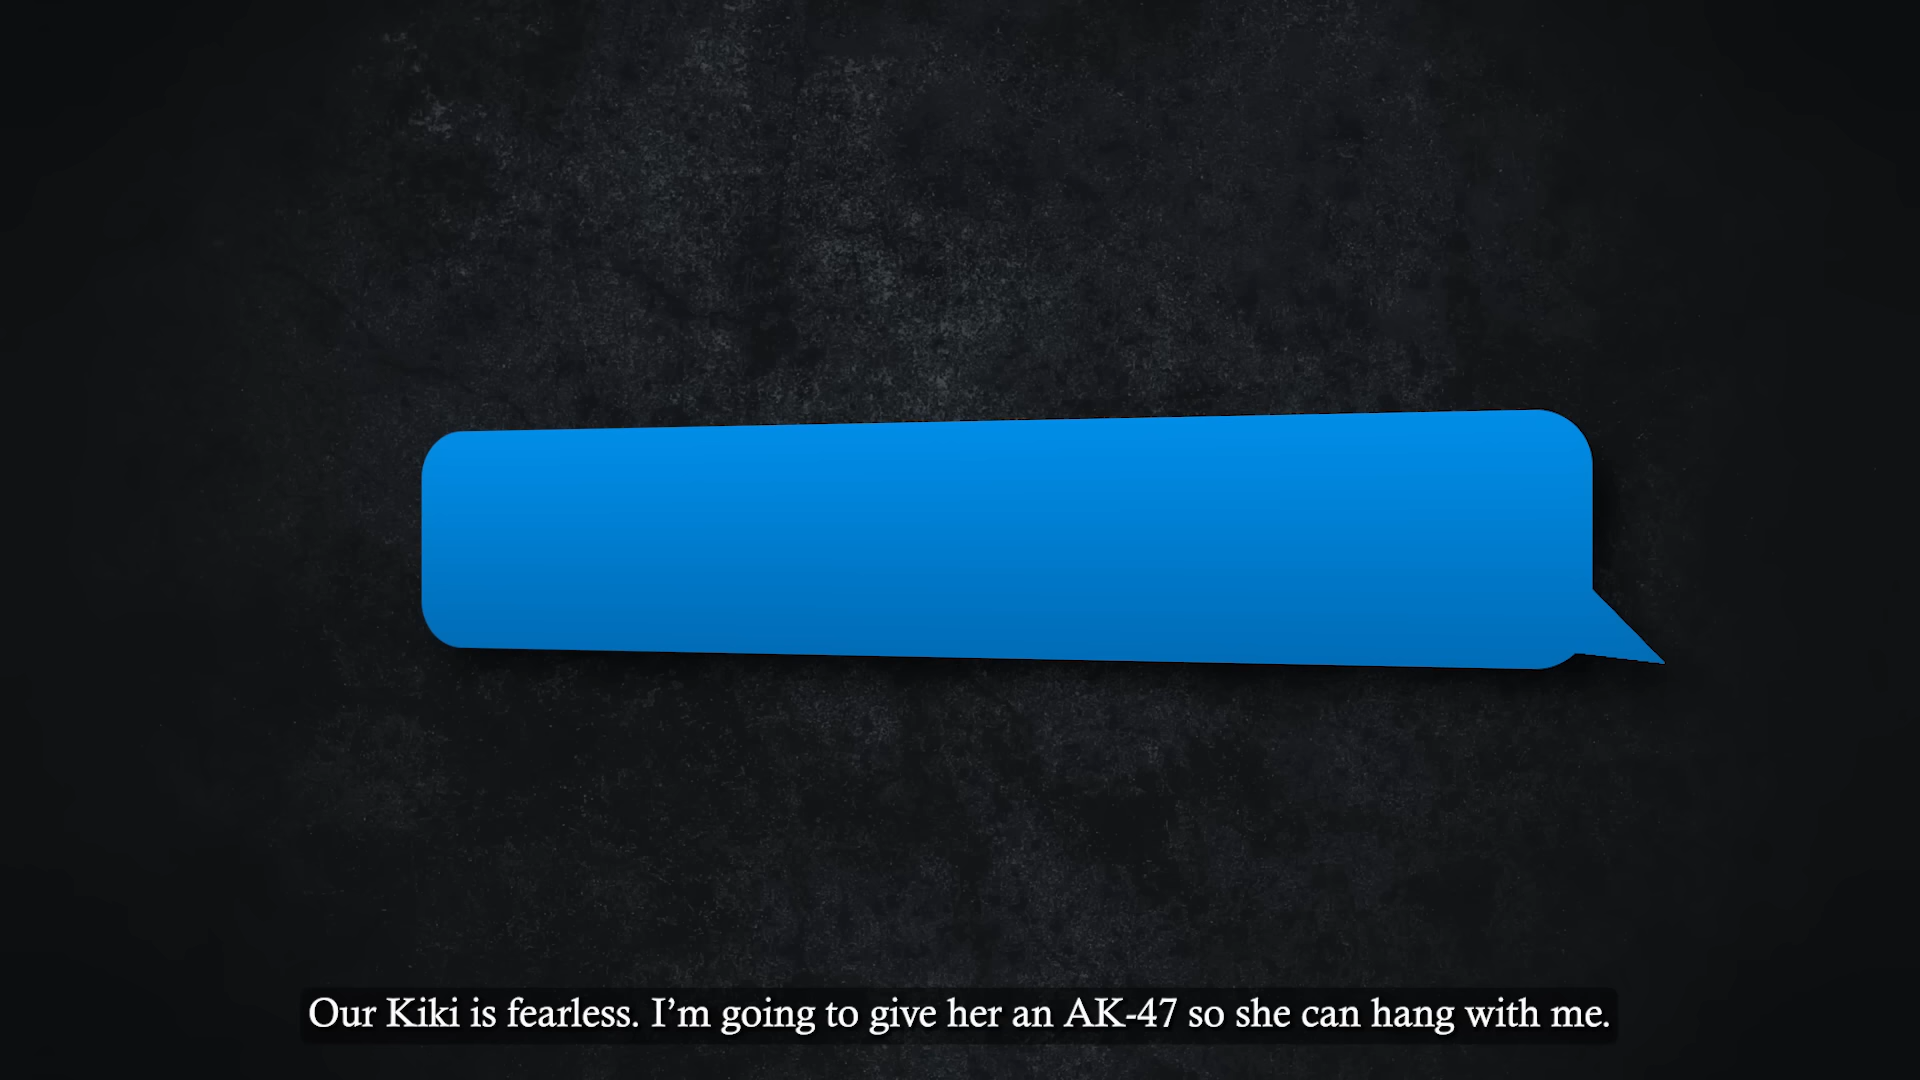 Our Kiki is fearless. I’m going to give her an AK-47 so she can hang with me.